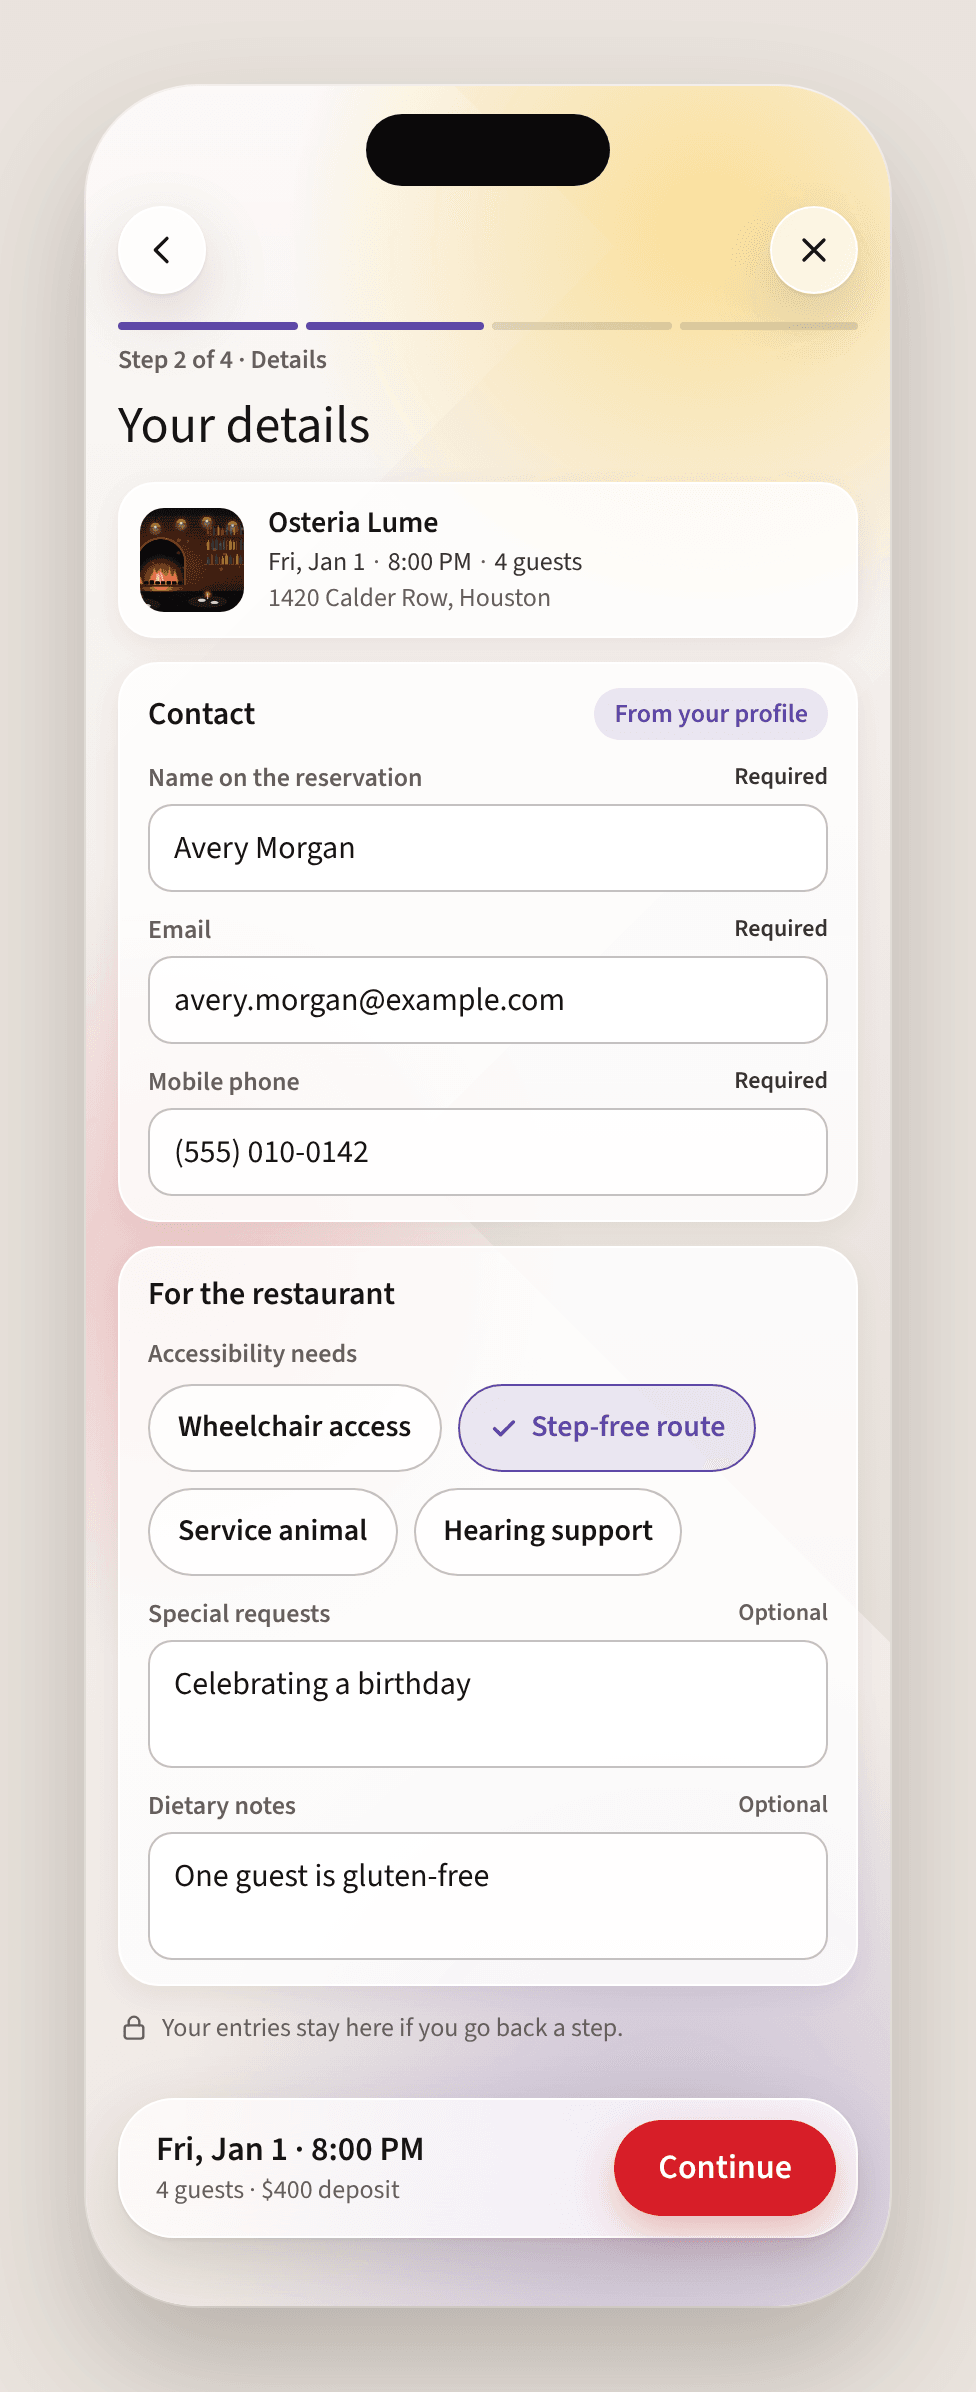 Step 2 of 4 · Details
Your details
Osteria Lume
Fri, Jan 1 · 8:00 PM · 4 guests
1420 Calder Row, Houston
Contact
From your profile
Name on the reservation
Required
Avery Morgan
Email
Required
avery.morgan@example.com
Mobile phone
Required
(555) 010-0142
For the restaurant
Accessibility needs
Wheelchair access
Step-free route
Service animal
Hearing support
Special requests
Optional
Celebrating a birthday
Dietary notes
Optional
One guest is gluten-free
Your entries stay here if you go back a step.
Fri, Jan 1 · 8:00 PM
4 guests · $400 deposit
Continue